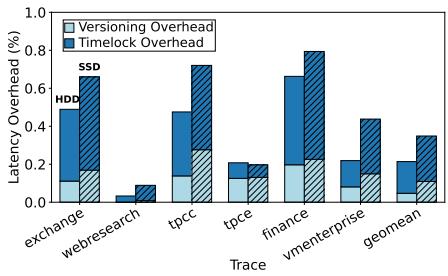 Versioning Overhead
Timelock Overhead
Latency Overhead (%)
1.0
0.8
0.6
0.4
0.2
0.0
HDD
SSD
exchange
webresearch
tpcc
tpce
finance
vmenterprise
geomean
Trace